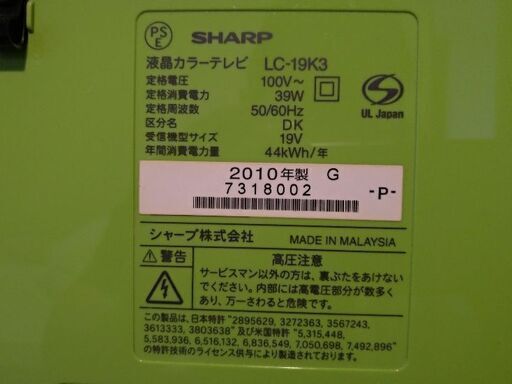 PSE SHARP
液晶カラーテレビ LC-19K3
定格電圧 100V～
定格消費電力 39W
定格周波数 50/60Hz
区分名 DK
受信機型サイズ 19V
年間消費電力量 44kWh/年
S
UL Japan
2010年製 G
7318002 -P-
シャープ株式会社 MADE IN MALAYSIA
警告 高圧注意
サービスマン以外の方は、裏ぶたをあけない
でください。内部には高電圧部分が数多く
あり、万一さわると危険です。
この製品は、日本特許 "2895629, 3272363, 3567243,
3613333, 3803638" 及び米国特許 "5,315,448,
5,583,936, 6,516,132, 6,836,549, 7,050,698, 7,492,896"
の特許技術のライセンス供与に基づき製造されました。